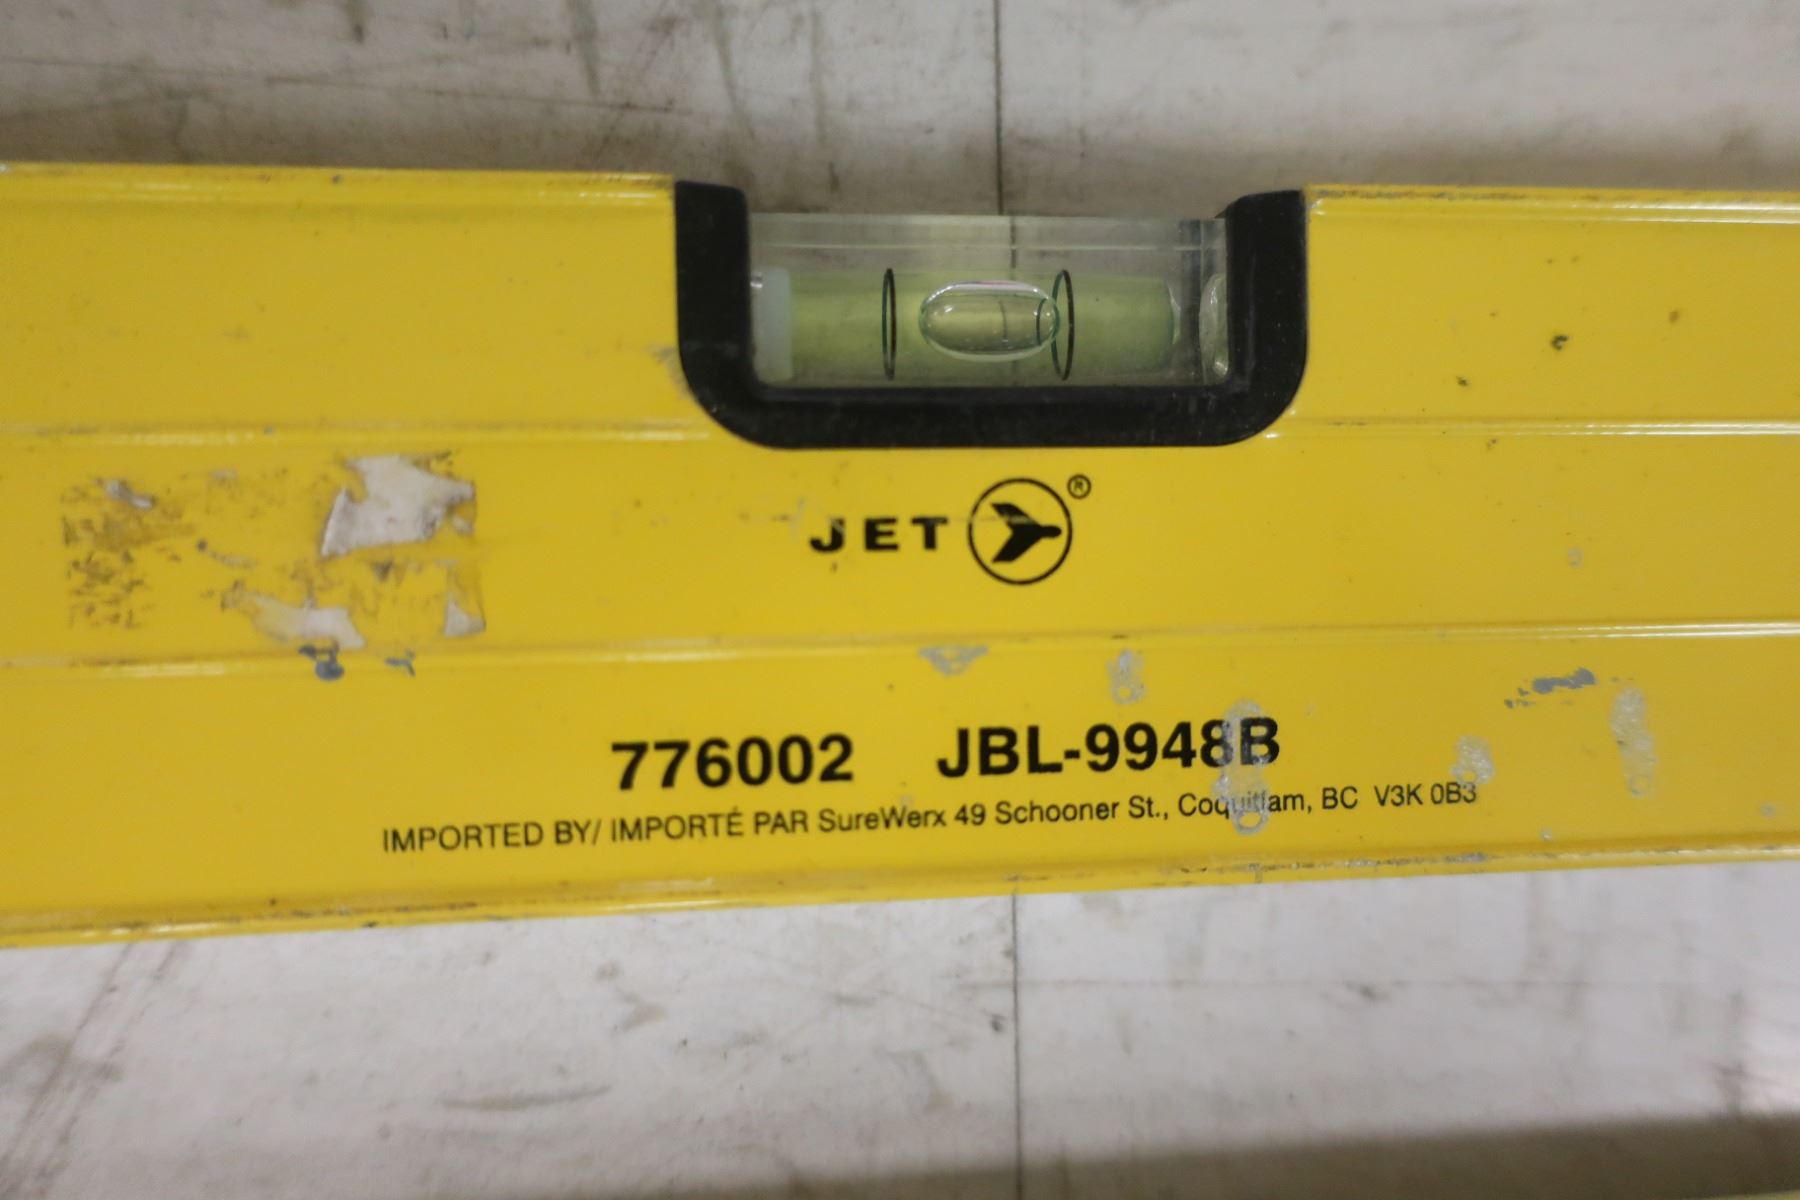 JET ®
776002 JBL-9948B
IMPORTED BY/ IMPORTÉ PAR SureWerx 49 Schooner St., Coquitlam, BC V3K 0B3